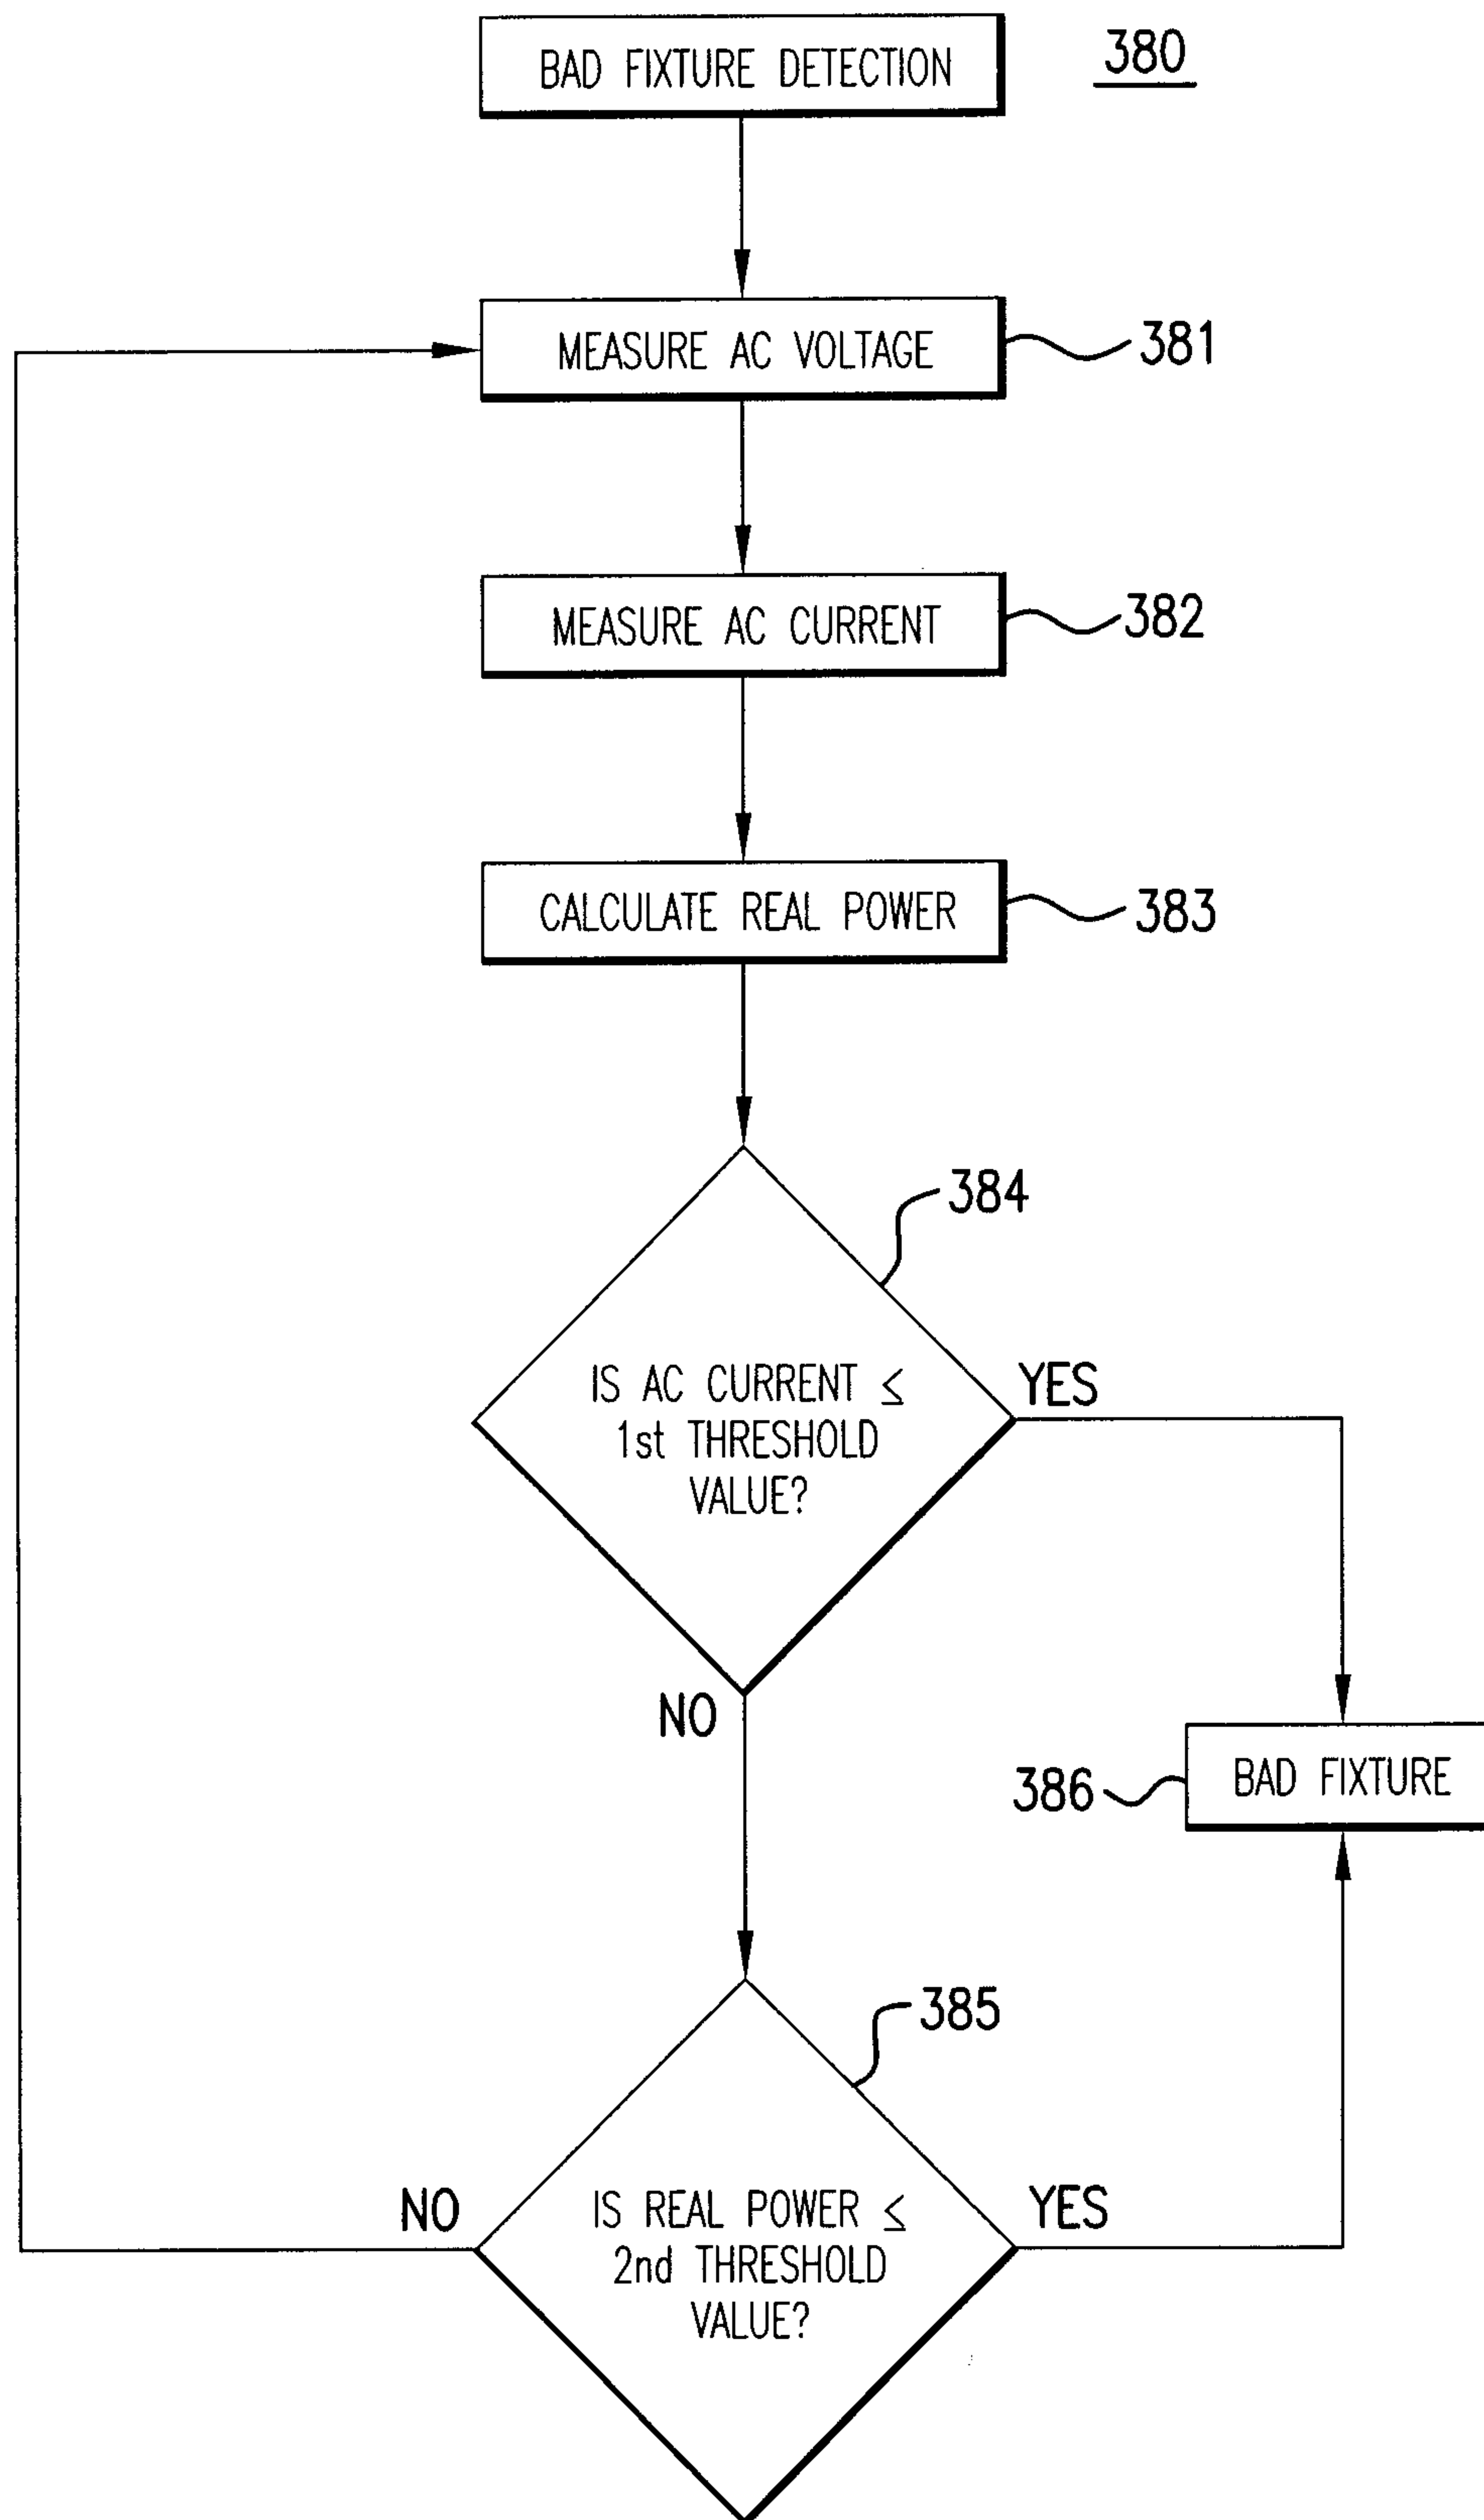 BAD FIXTURE DETECTION
380
MEASURE AC VOLTAGE
381
MEASURE AC CURRENT
382
CALCULATE REAL POWER
383
384
IS AC CURRENT ≤
1st THRESHOLD
VALUE?
YES
NO
386
BAD FIXTURE
385
NO
IS REAL POWER ≤
2nd THRESHOLD
VALUE?
YES